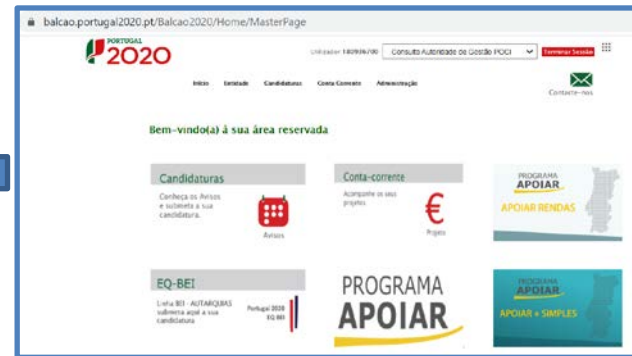 balcao.portugal2020.pt/Balcao2020/Home/MasterPage
PORTUGAL
2020
Utilizador Consulta Autoridade de Gestão POCI Terminar Sessão
Início Entidade Candidaturas Conta Corrente Administração
Contacte-nos
Bem-vindo(a) à sua área reservada
Candidaturas
Conheça os Avisos
e submeta a sua
candidatura.
Avisos
Conta-corrente
Acompanhe os seus
projetos
€
Projeto
PROGRAMA
APOIAR
APOIAR RENDAS
EQ-BEI
Linha BEI - AUTARQUIAS
submeta aqui a sua
candidatura
Portugal 2020
EQ BEI
PROGRAMA
APOIAR
PROGRAMA
APOIAR
APOIAR + SIMPLES